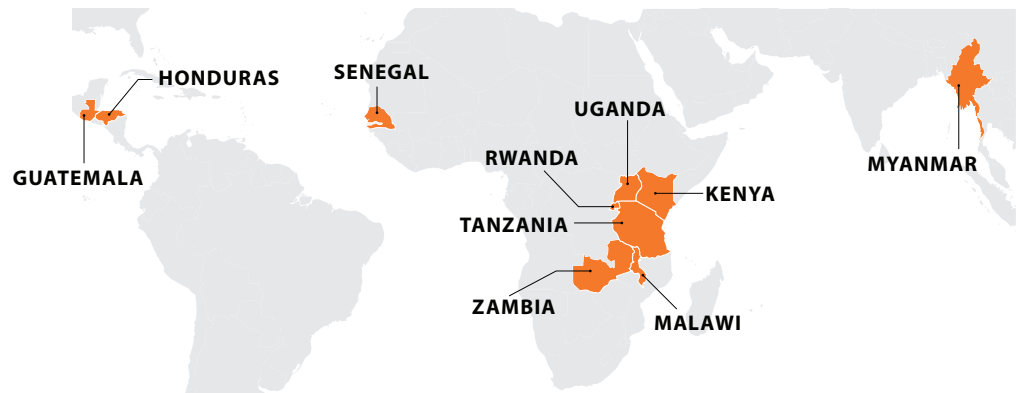 HONDURAS
SENEGAL
UGANDA
RWANDA
MYANMAR
GUATEMALA
KENYA
TANZANIA
ZAMBIA
MALAWI